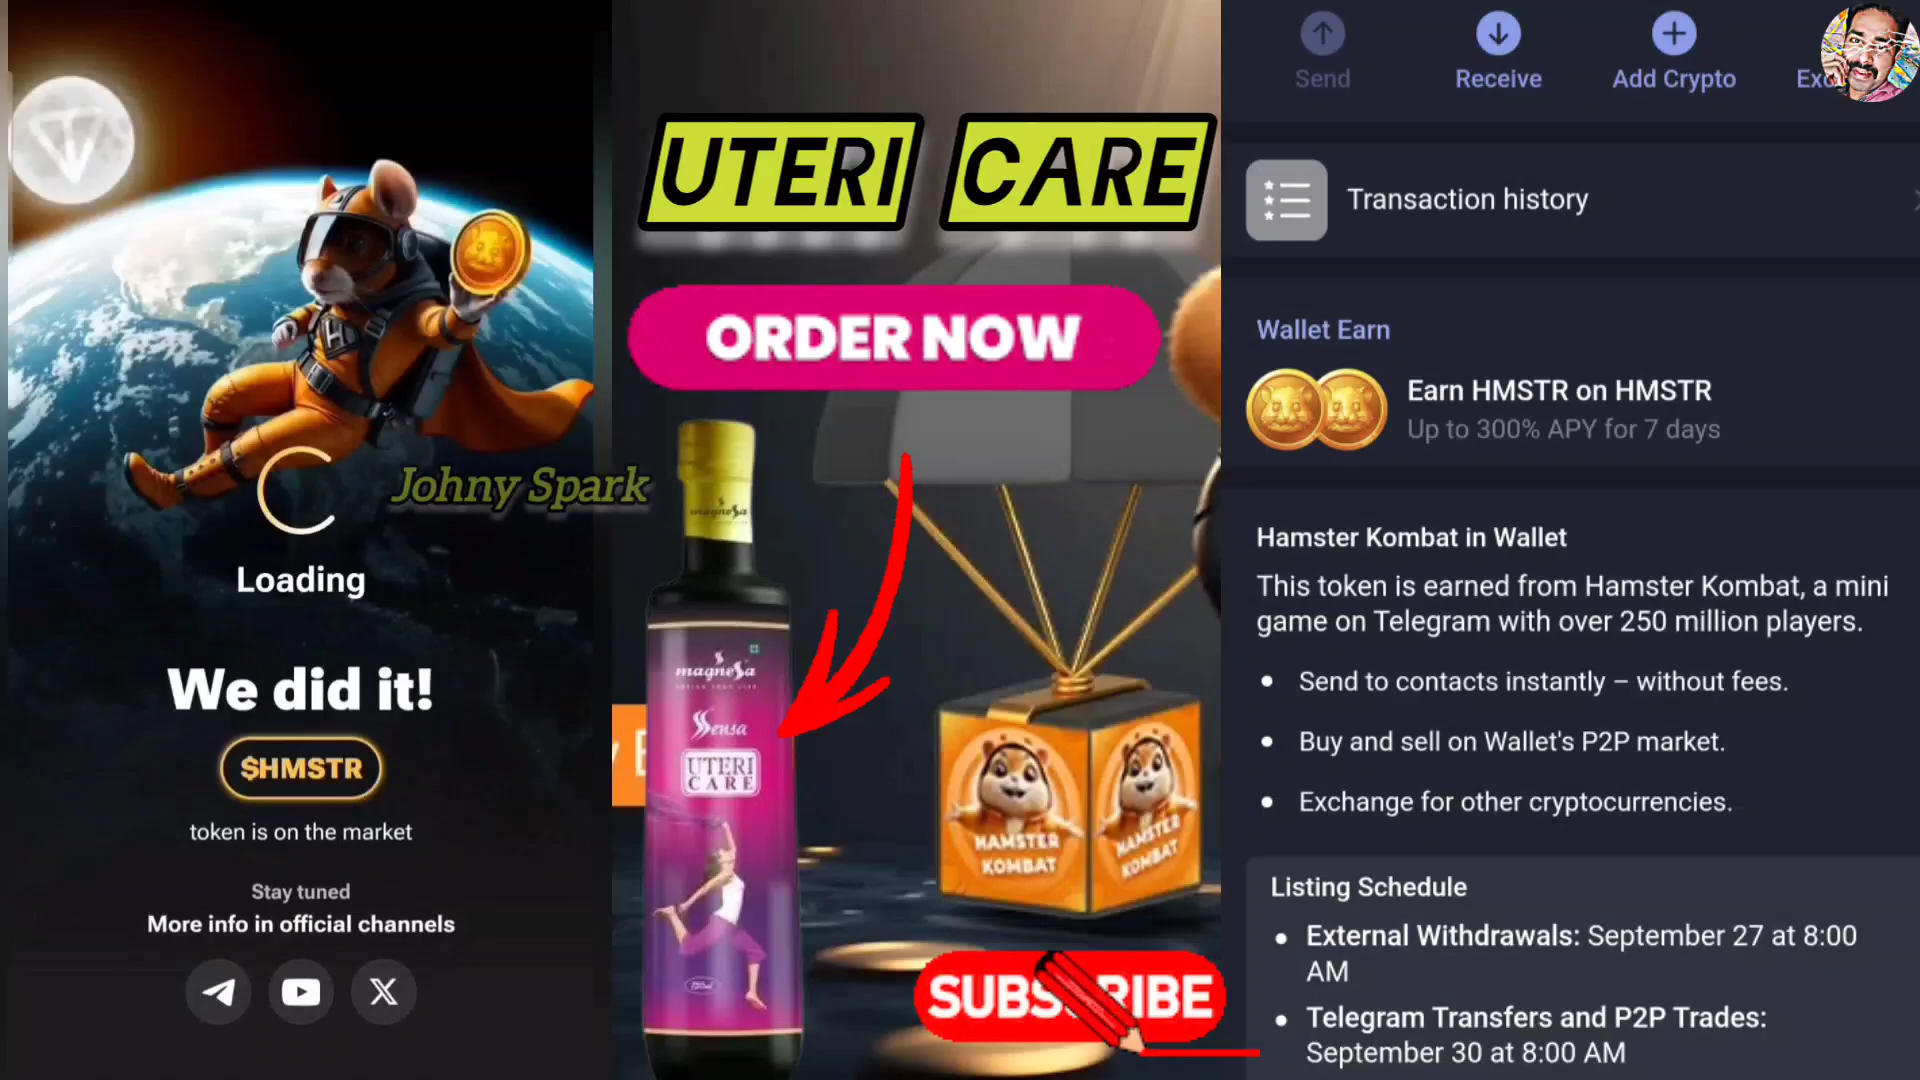 Loading
We did it!
$HMSTR
token is on the market
Stay tuned
More info in official channels
Johny Spark
UTERI CARE
ORDER NOW
magnessa
magnessa
Sensa
UTERI
CARE
HAMSTER
KOMBAT
HAMSTER
KOMBAT
SUBSCRIBE
Send
Receive
Add Crypto
Transaction history
Wallet Earn
Earn HMSTR on HMSTR
Up to 300% APY for 7 days
Hamster Kombat in Wallet
This token is earned from Hamster Kombat, a mini
game on Telegram with over 250 million players.
Send to contacts instantly – without fees.
Buy and sell on Wallet's P2P market.
Exchange for other cryptocurrencies.
Listing Schedule
External Withdrawals: September 27 at 8:00
AM
Telegram Transfers and P2P Trades:
September 30 at 8:00 AM